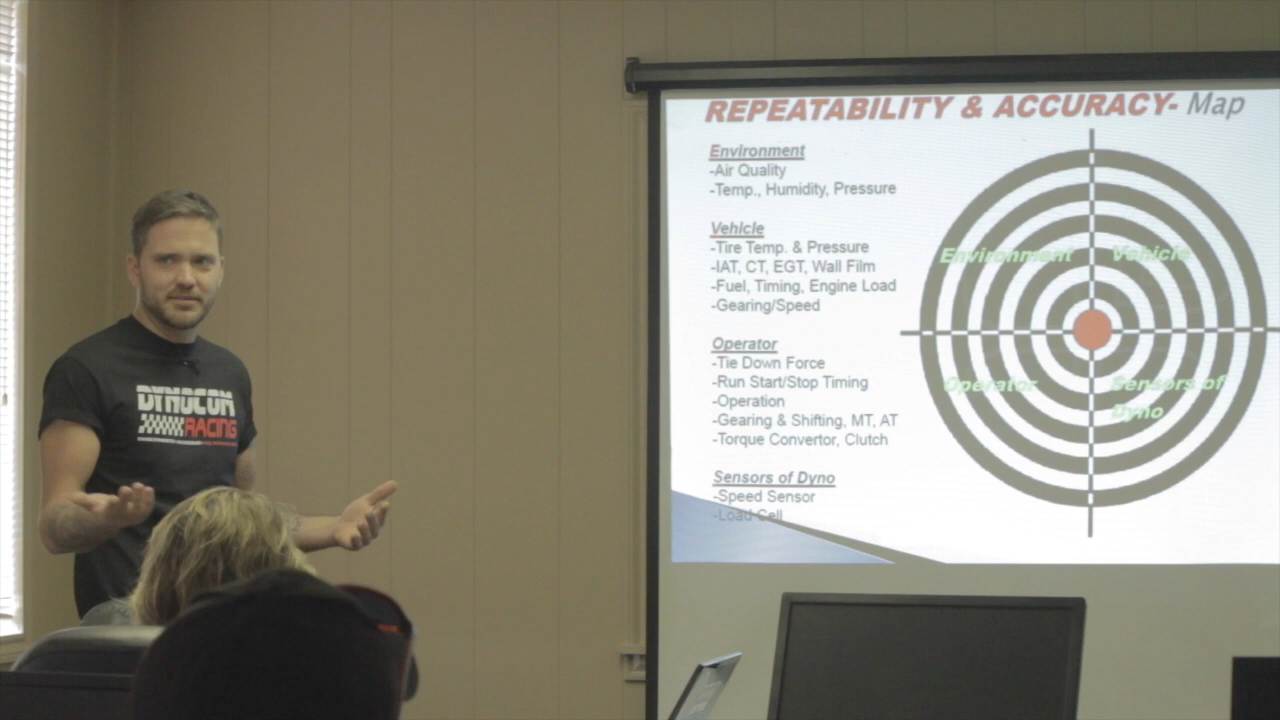 DYNOCOM
RACING
REPEATABILITY & ACCURACY- Map
Environment
-Air Quality
-Temp., Humidity, Pressure
Vehicle
-Tire Temp. & Pressure
-IAT, CT, EGT, Wall Film
-Fuel, Timing, Engine Load
-Gearing/Speed
Operator
-Tie Down Force
-Run Start/Stop Timing
-Operation
-Gearing & Shifting, MT, AT
-Torque Convertor, Clutch
Sensors of Dyno
-Speed Sensor
-Load Cell
Environment
Vehicle
Operator
Sensors of
Dyno